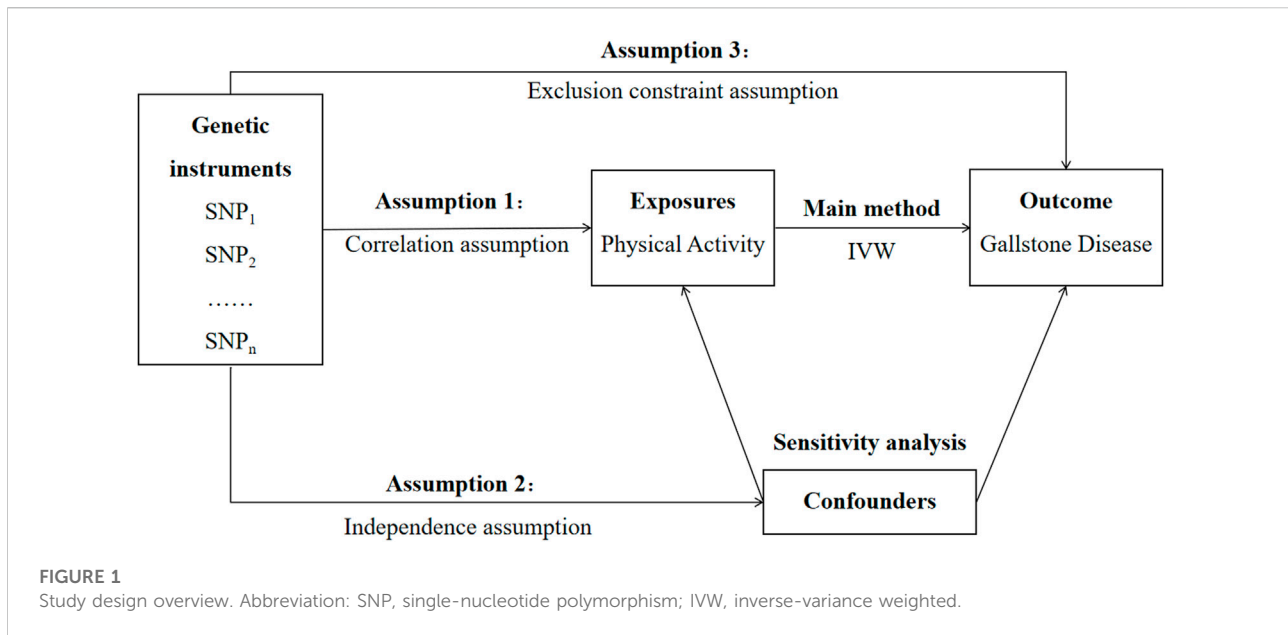 Assumption 3:
Exclusion constraint assumption
Genetic
instruments
SNP₁
SNP₂
……
SNPₙ
Assumption 1:
Correlation assumption
Exposures
Physical Activity
Main method
IVW
Outcome
Gallstone Disease
Sensitivity analysis
Confounders
Assumption 2:
Independence assumption
FIGURE 1
Study design overview. Abbreviation: SNP, single-nucleotide polymorphism; IVW, inverse-variance weighted.